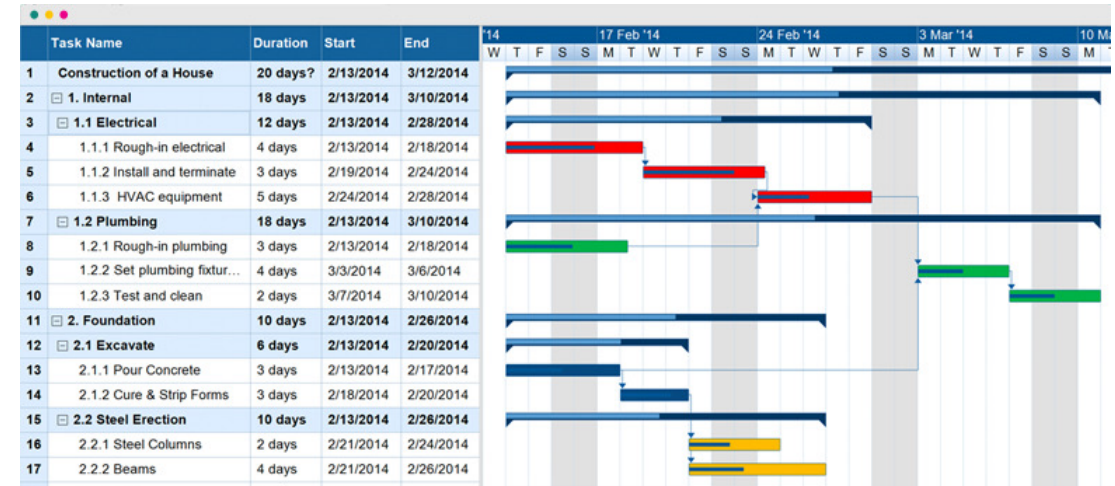 '14 17 Feb '14 24 Feb '14 3 Mar '14 10
Task Name Duration Start End W T F S S M T W T F S S M T W T F S S M T W T F S S M
1 Construction of a House 20 days? 2/13/2014 3/12/2014
2 1. Internal 18 days 2/13/2014 3/10/2014
3 1.1 Electrical 12 days 2/13/2014 2/28/2014
4 1.1.1 Rough-in electrical 4 days 2/13/2014 2/18/2014
5 1.1.2 Install and terminate 3 days 2/19/2014 2/24/2014
6 1.1.3 HVAC equipment 5 days 2/24/2014 2/28/2014
7 1.2 Plumbing 18 days 2/13/2014 3/10/2014
8 1.2.1 Rough-in plumbing 3 days 2/13/2014 2/18/2014
9 1.2.2 Set plumbing fixtur... 4 days 3/3/2014 3/6/2014
10 1.2.3 Test and clean 2 days 3/7/2014 3/10/2014
11 2. Foundation 10 days 2/13/2014 2/26/2014
12 2.1 Excavate 6 days 2/13/2014 2/20/2014
13 2.1.1 Pour Concrete 3 days 2/13/2014 2/17/2014
14 2.1.2 Cure & Strip Forms 3 days 2/18/2014 2/20/2014
15 2.2 Steel Erection 10 days 2/13/2014 2/26/2014
16 2.2.1 Steel Columns 2 days 2/21/2014 2/24/2014
17 2.2.2 Beams 4 days 2/21/2014 2/26/2014